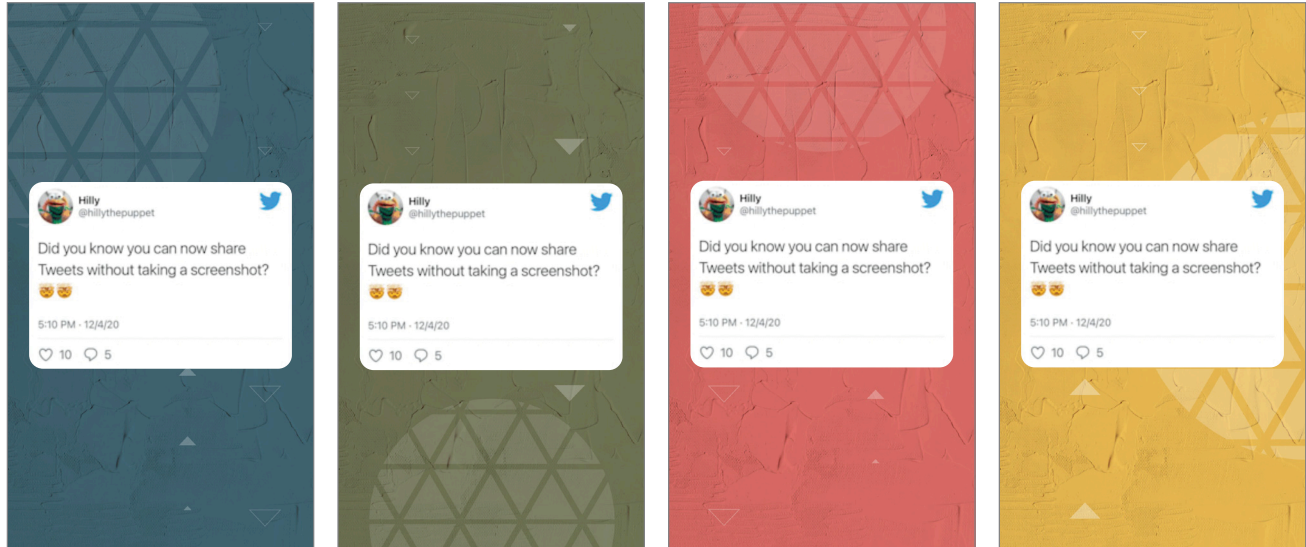 Hilly
@hillythepuppet
Did you know you can now share
Tweets without taking a screenshot?
🤯🤯
5:10 PM · 12/4/20
10 5
Hilly
@hillythepuppet
Did you know you can now share
Tweets without taking a screenshot?
🤯🤯
5:10 PM · 12/4/20
10 5
Hilly
@hillythepuppet
Did you know you can now share
Tweets without taking a screenshot?
🤯🤯
5:10 PM · 12/4/20
10 5
Hilly
@hillythepuppet
Did you know you can now share
Tweets without taking a screenshot?
🤯🤯
5:10 PM · 12/4/20
10 5